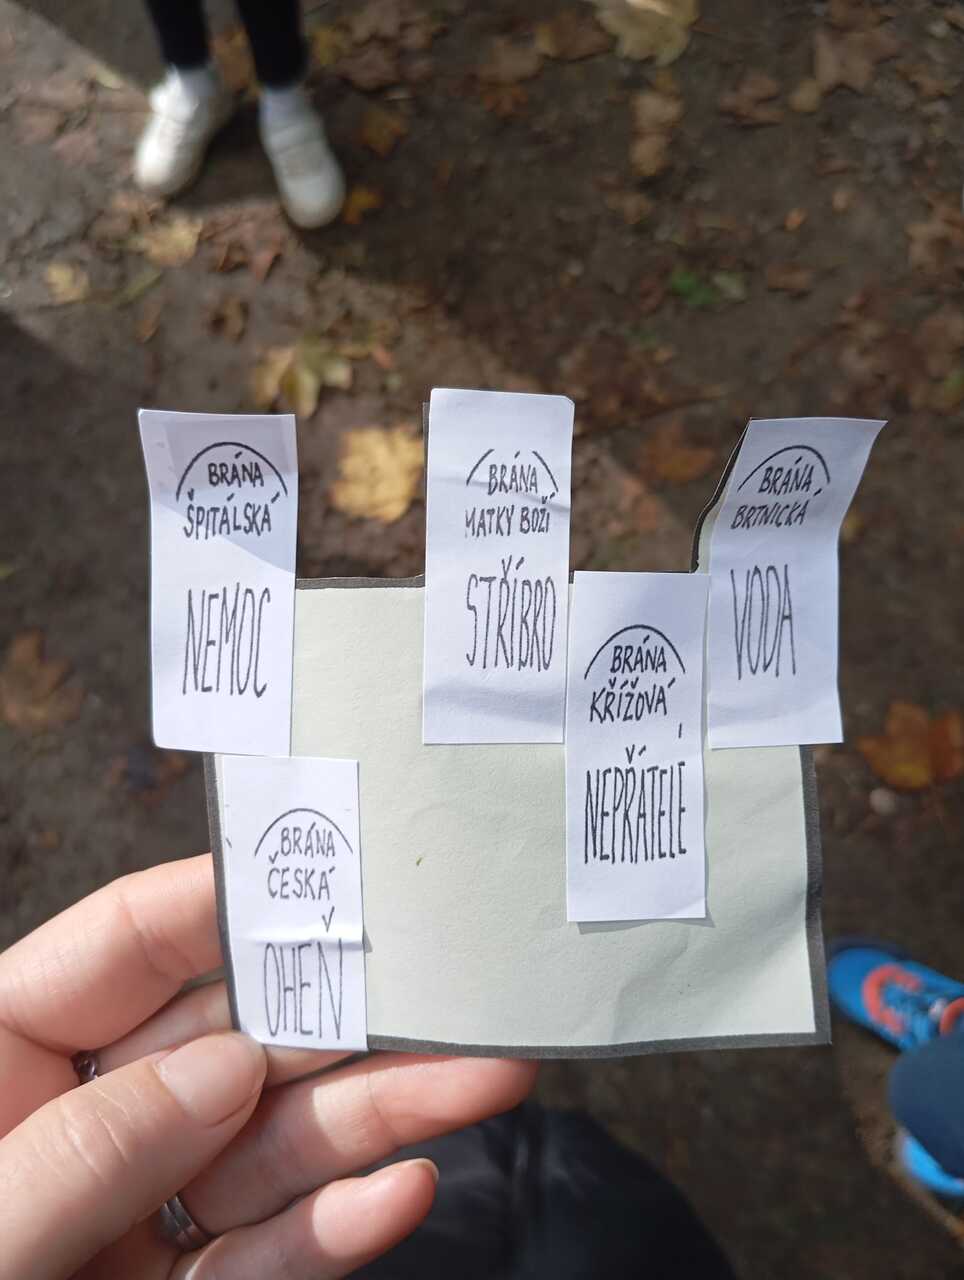 BRÁNA
ŠPITÁLSKÁ
NEMOC
BRÁNA
MATKY BOŽÍ
STŘÍBRO
BRÁNA
BRTNICKÁ
VODA
BRÁNA
KŘÍŽOVÁ
NEPŘÁTELÉ
BRÁNA
ČESKÁ
OHEŇ